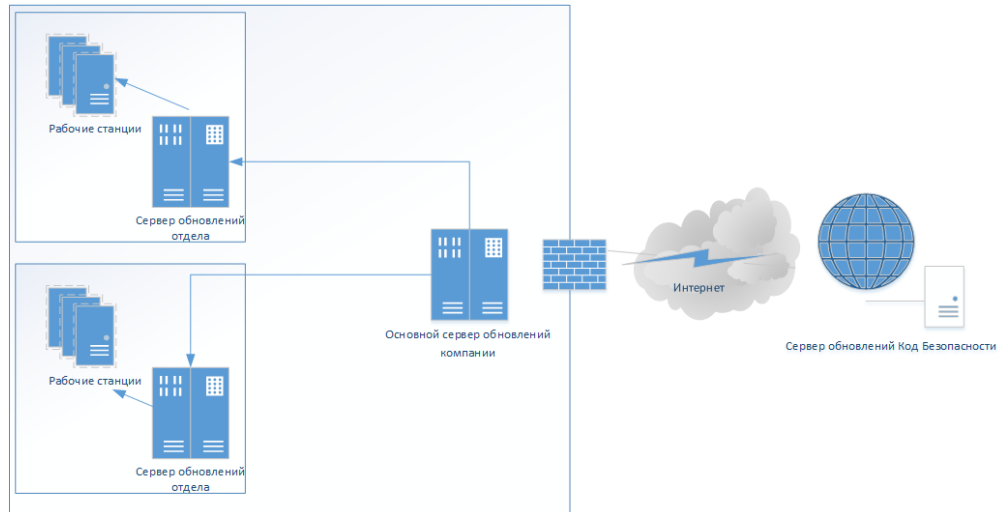 Рабочие станции
Сервер обновлений
отдела
Основной сервер обновлений
компании
Интернет
Сервер обновлений Код Безопасности
Рабочие станции
Сервер обновлений
отдела